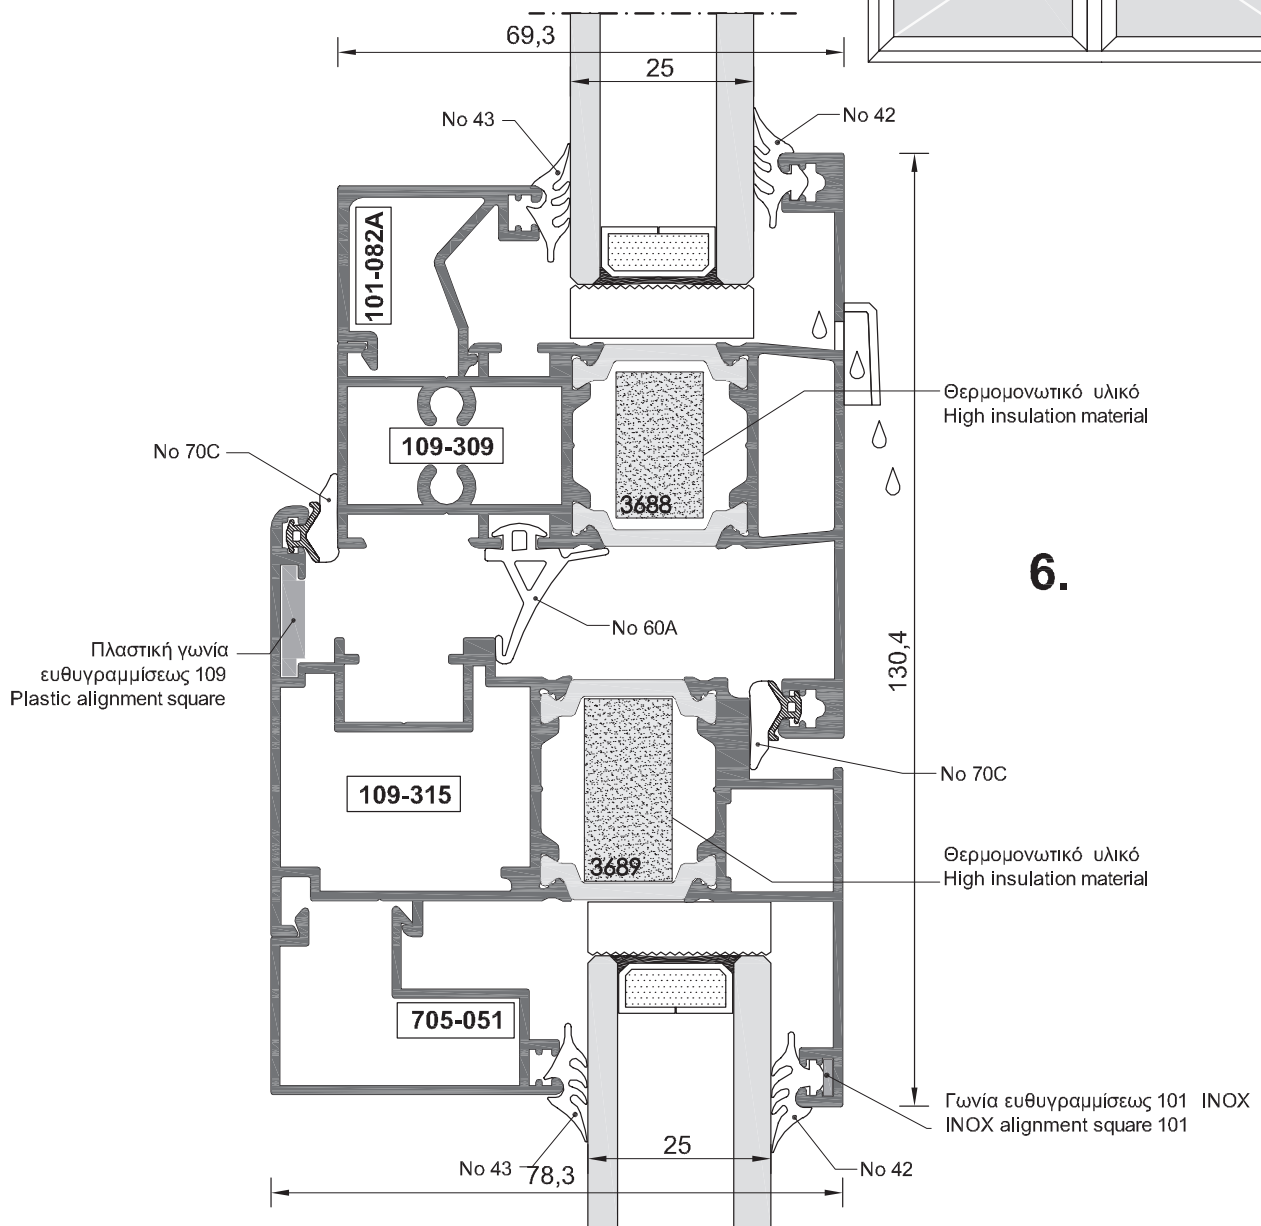 69,3
25
No 43
No 42
101-082A
Θερμομονωτικό υλικό
High insulation material
109-309
No 70C
3688
6.
No 60A
130,4
Πλαστική γωνία
ευθυγραμμίσεως 109
Plastic alignment square
No 70C
109-315
Θερμομονωτικό υλικό
High insulation material
3689
705-051
Γωνία ευθυγραμμίσεως 101 INOX
INOX alignment square 101
25
No 43
78,3
No 42